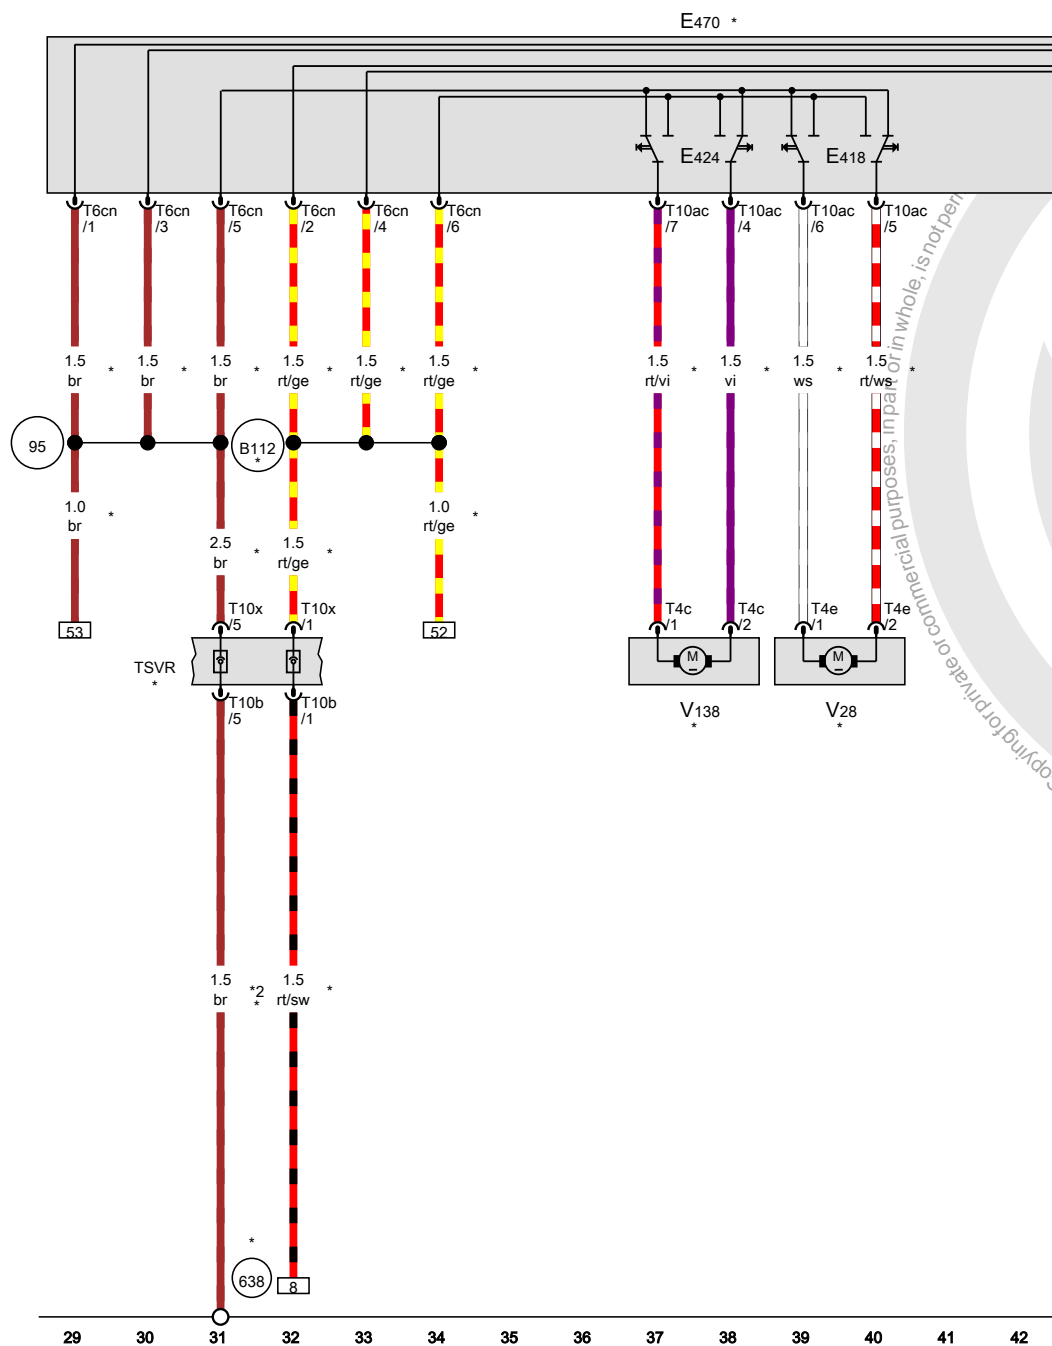 E470 *
E424
E418
T6cn
/1
T6cn
/3
T6cn
/5
T6cn
/2
T6cn
/4
T6cn
/6
T10ac
/7
T10ac
/4
T10ac
/6
T10ac
/5
1.5
br
*
1.5
br
*
1.5
br
*
1.5
rt/ge
*
1.5
rt/ge
*
1.5
rt/ge
*
1.5
rt/vi
*
1.5
vi
*
1.5
ws
*
1.5
rt/ws
*
95
B112
*
1.0
br
*
2.5
br
*
1.5
rt/ge
*
1.0
rt/ge
*
53
T10x
/5
T10x
/1
52
T4c
/1
T4c
/2
T4e
/1
T4e
/2
TSVR
*
M
M
T10b
/5
T10b
/1
V138
*
V28
*
1.5
br
*2
*
1.5
rt/sw
*
*
638
8
29 30 31 32 33 34 35 36 37 38 39 40 41 42
Copying for private or commercial purposes, in part or in whole, is not perm